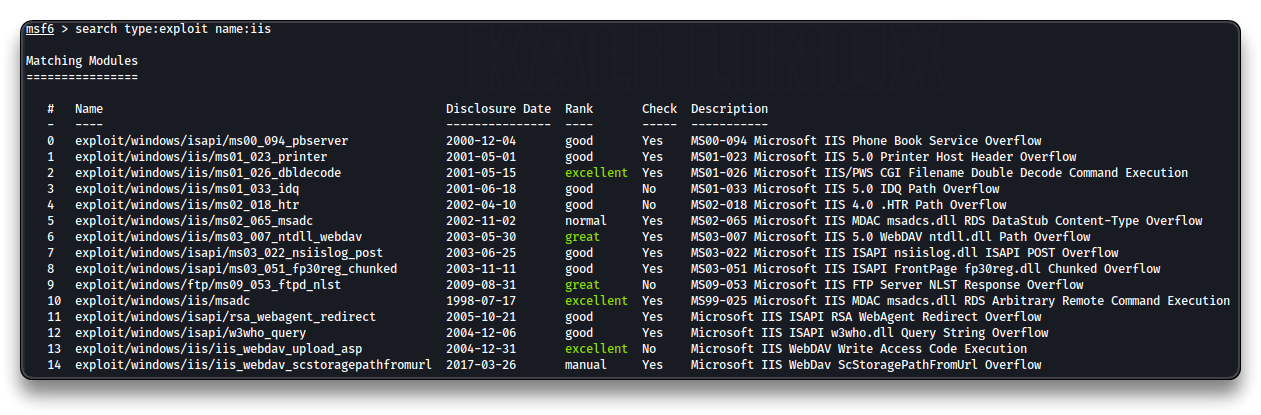 msf6 > search type:exploit name:iis
Matching Modules
================
# Name Disclosure Date Rank Check Description
- ---- --------------- ---- ----- -----------
0 exploit/windows/isapi/ms00_094_pbserver 2000-12-04 good Yes MS00-094 Microsoft IIS Phone Book Service Overflow
1 exploit/windows/iis/ms01_023_printer 2001-05-01 good Yes MS01-023 Microsoft IIS 5.0 Printer Host Header Overflow
2 exploit/windows/iis/ms01_026_dbldecode 2001-05-15 excellent Yes MS01-026 Microsoft IIS/PWS CGI Filename Double Decode Command Execution
3 exploit/windows/iis/ms01_033_idq 2001-06-18 good No MS01-033 Microsoft IIS 5.0 IDQ Path Overflow
4 exploit/windows/iis/ms02_018_htr 2002-04-10 good No MS02-018 Microsoft IIS 4.0 .HTR Path Overflow
5 exploit/windows/iis/ms02_065_msadc 2002-11-02 normal Yes MS02-065 Microsoft IIS MDAC msadcs.dll RDS DataStub Content-Type Overflow
6 exploit/windows/iis/ms03_007_ntdll_webdav 2003-05-30 great Yes MS03-007 Microsoft IIS 5.0 WebDAV ntdll.dll Path Overflow
7 exploit/windows/isapi/ms03_022_nsiislog_post 2003-06-25 good Yes MS03-022 Microsoft IIS ISAPI nsiislog.dll ISAPI POST Overflow
8 exploit/windows/isapi/ms03_051_fp30reg_chunked 2003-11-11 good Yes MS03-051 Microsoft IIS ISAPI FrontPage fp30reg.dll Chunked Overflow
9 exploit/windows/ftp/ms09_053_ftpd_nlst 2009-08-31 great No MS09-053 Microsoft IIS FTP Server NLST Response Overflow
10 exploit/windows/iis/msadc 1998-07-17 excellent Yes MS99-025 Microsoft IIS MDAC msadcs.dll RDS Arbitrary Remote Command Execution
11 exploit/windows/isapi/rsa_webagent_redirect 2005-10-21 good Yes Microsoft IIS ISAPI RSA WebAgent Redirect Overflow
12 exploit/windows/isapi/w3who_query 2004-12-06 good Yes Microsoft IIS ISAPI w3who.dll Query String Overflow
13 exploit/windows/iis/iis_webdav_upload_asp 2004-12-31 excellent No Microsoft IIS WebDAV Write Access Code Execution
14 exploit/windows/iis/iis_webdav_scstoragepathfromurl 2017-03-26 manual Yes Microsoft IIS WebDav ScStoragePathFromUrl Overflow